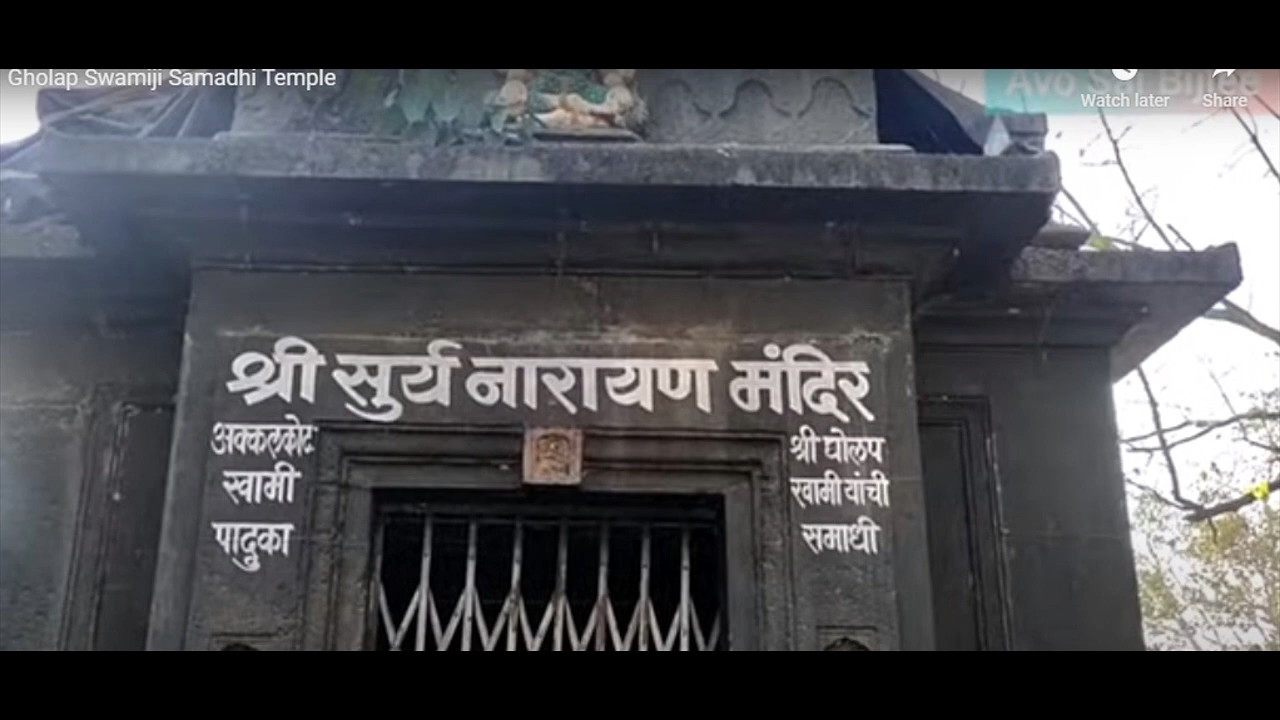 Gholap Swamiji Samadhi Temple
Watch later
Share
श्री सुर्य नारायण मंदिर
अक्कलकोट
स्वामी
पादुका
श्री घोलप
स्वामी यांची
समाधी